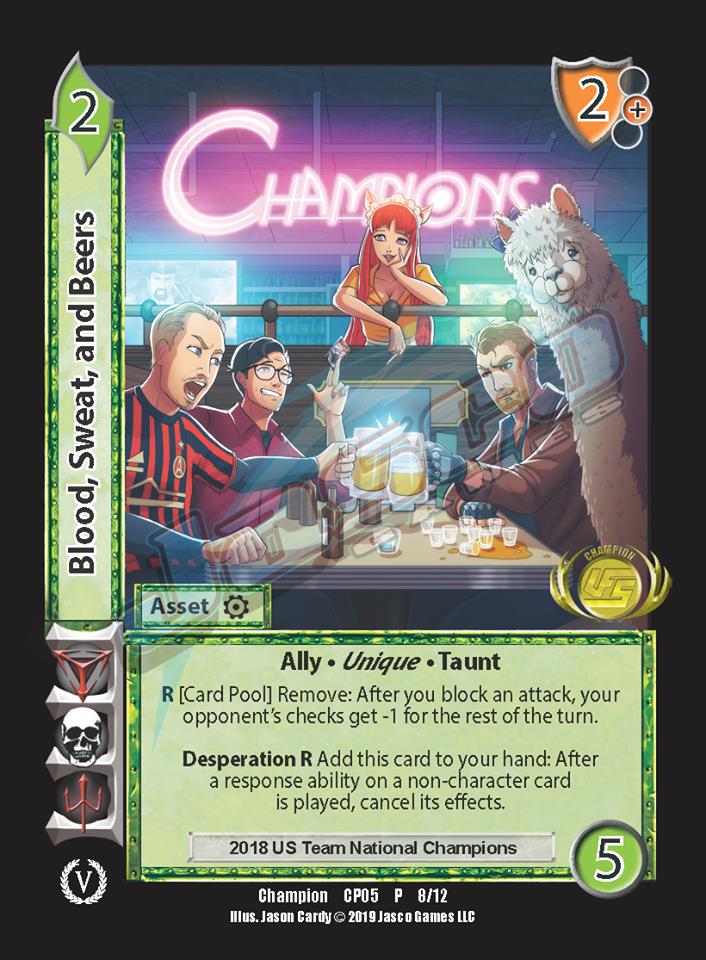 2
2
+
Blood, Sweat, and Beers
CHAMPIONS
CHAMPION
UFS
Asset
Ally • Unique • Taunt
R [Card Pool] Remove: After you block an attack, your
opponent's checks get -1 for the rest of the turn.
Desperation R Add this card to your hand: After
a response ability on a non-character card
is played, cancel its effects.
2018 US Team National Champions
5
V
Champion CP05 P 8/12
Illus. Jason Cardy © 2019 Jasco Games LLC